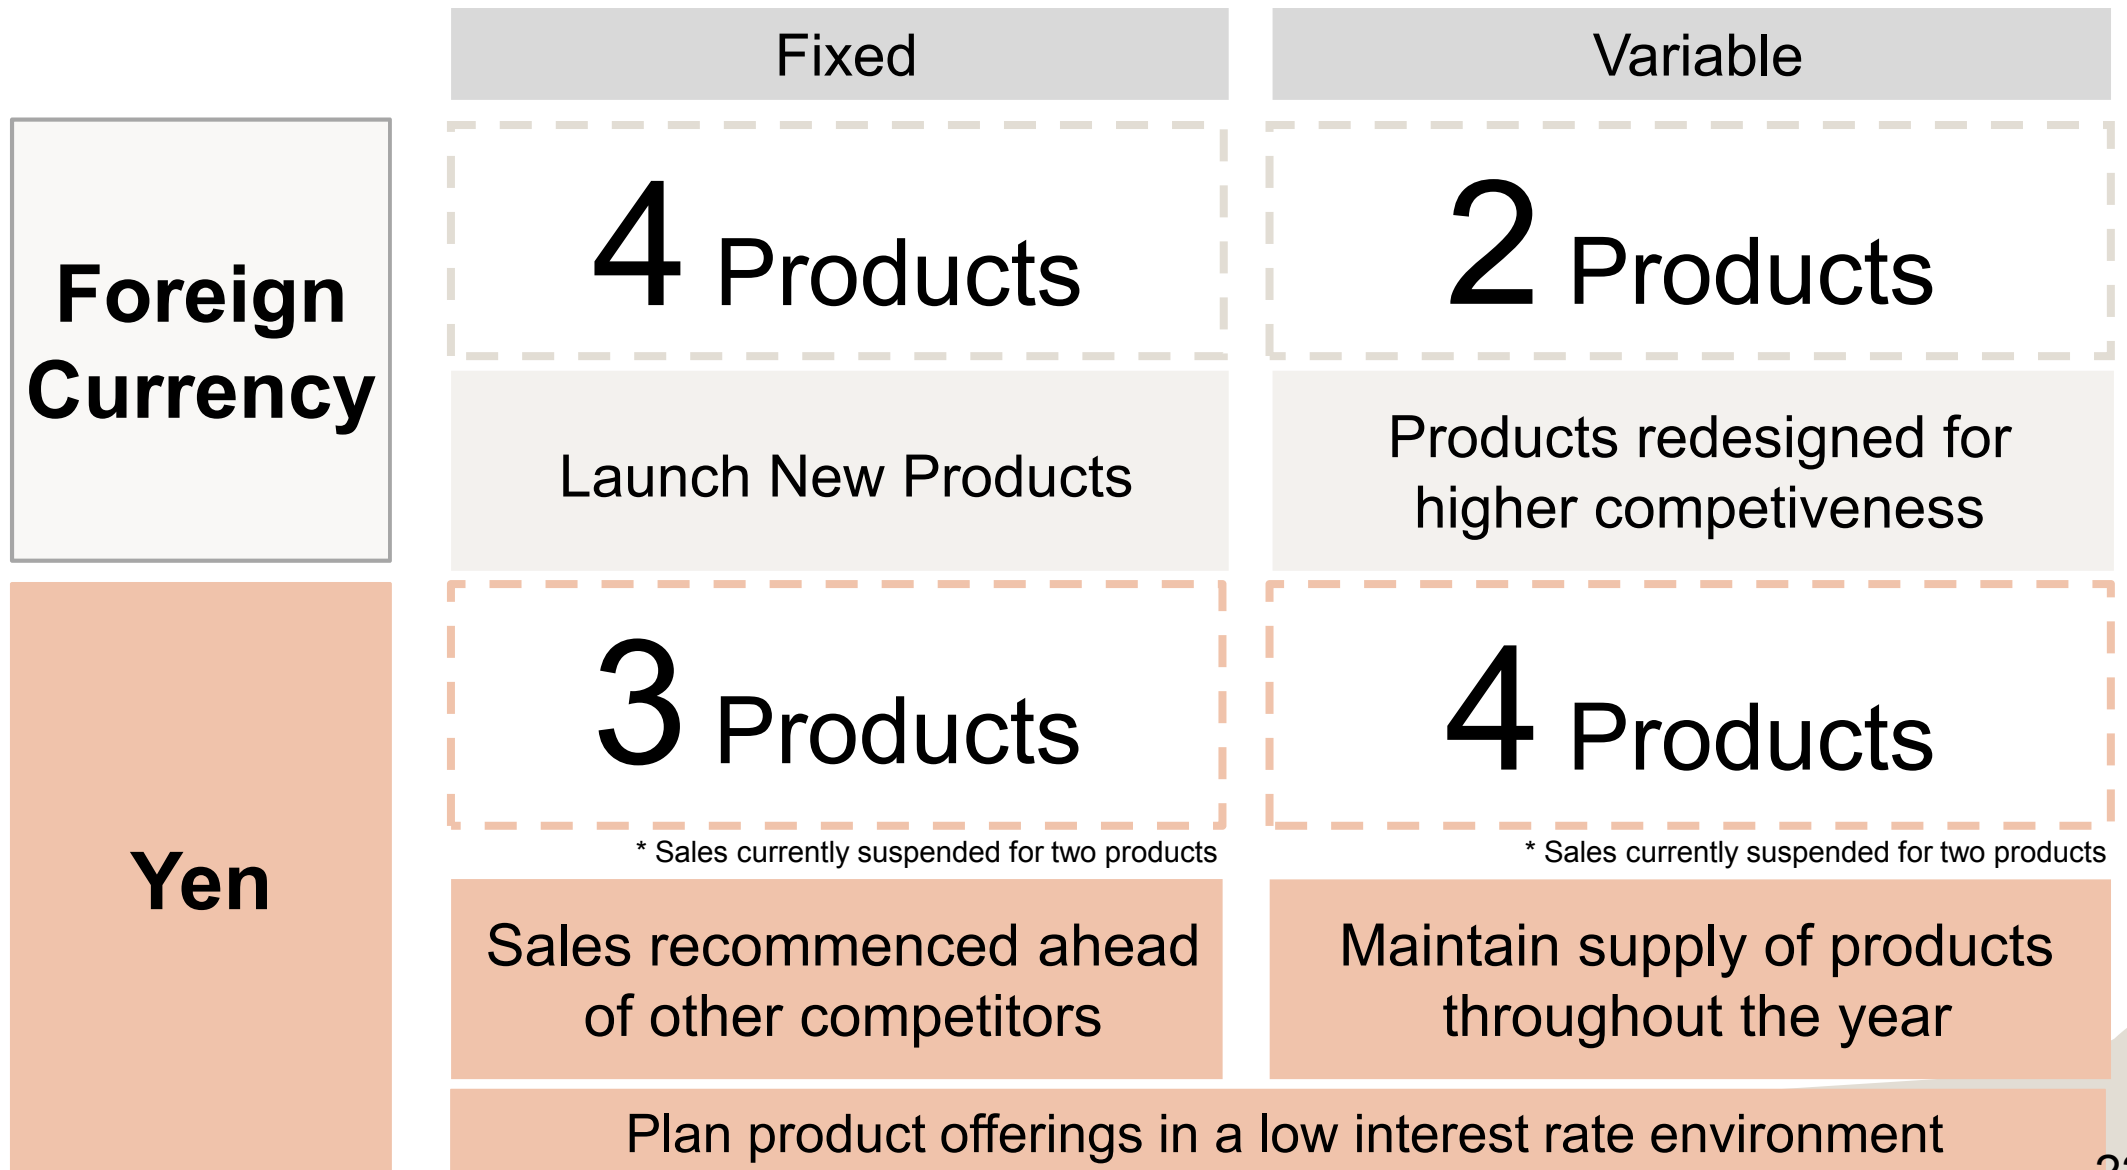 Fixed
Variable
Foreign
Currency
4 Products
2 Products
Launch New Products
Products redesigned for
higher competiveness
Yen
3 Products
4 Products
* Sales currently suspended for two products
* Sales currently suspended for two products
Sales recommenced ahead
of other competitors
Maintain supply of products
throughout the year
Plan product offerings in a low interest rate environment